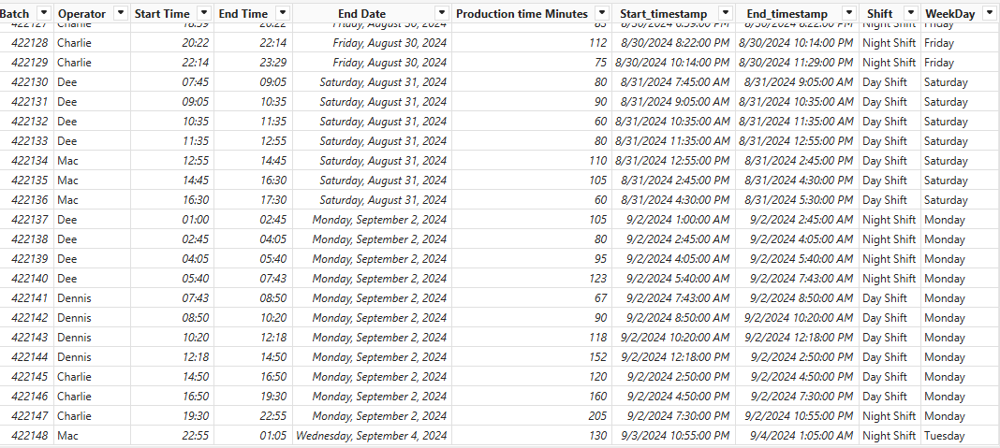 Batch Operator Start Time End Time End Date Production time Minutes Start_timestamp End_timestamp Shift WeekDay
422127 Charlie 18:59 20:22 Friday, August 30, 2024 83 8/30/2024 6:59:00 PM 8/30/2024 8:22:00 PM Night Shift Friday
422128 Charlie 20:22 22:14 Friday, August 30, 2024 112 8/30/2024 8:22:00 PM 8/30/2024 10:14:00 PM Night Shift Friday
422129 Charlie 22:14 23:29 Friday, August 30, 2024 75 8/30/2024 10:14:00 PM 8/30/2024 11:29:00 PM Night Shift Friday
422130 Dee 07:45 09:05 Saturday, August 31, 2024 80 8/31/2024 7:45:00 AM 8/31/2024 9:05:00 AM Day Shift Saturday
422131 Dee 09:05 10:35 Saturday, August 31, 2024 90 8/31/2024 9:05:00 AM 8/31/2024 10:35:00 AM Day Shift Saturday
422132 Dee 10:35 11:35 Saturday, August 31, 2024 60 8/31/2024 10:35:00 AM 8/31/2024 11:35:00 AM Day Shift Saturday
422133 Dee 11:35 12:55 Saturday, August 31, 2024 80 8/31/2024 11:35:00 AM 8/31/2024 12:55:00 PM Day Shift Saturday
422134 Mac 12:55 14:45 Saturday, August 31, 2024 110 8/31/2024 12:55:00 PM 8/31/2024 2:45:00 PM Day Shift Saturday
422135 Mac 14:45 16:30 Saturday, August 31, 2024 105 8/31/2024 2:45:00 PM 8/31/2024 4:30:00 PM Day Shift Saturday
422136 Mac 16:30 17:30 Saturday, August 31, 2024 60 8/31/2024 4:30:00 PM 8/31/2024 5:30:00 PM Day Shift Saturday
422137 Dee 01:00 02:45 Monday, September 2, 2024 105 9/2/2024 1:00:00 AM 9/2/2024 2:45:00 AM Night Shift Monday
422138 Dee 02:45 04:05 Monday, September 2, 2024 80 9/2/2024 2:45:00 AM 9/2/2024 4:05:00 AM Night Shift Monday
422139 Dee 04:05 05:40 Monday, September 2, 2024 95 9/2/2024 4:05:00 AM 9/2/2024 5:40:00 AM Night Shift Monday
422140 Dee 05:40 07:43 Monday, September 2, 2024 123 9/2/2024 5:40:00 AM 9/2/2024 7:43:00 AM Night Shift Monday
422141 Dennis 07:43 08:50 Monday, September 2, 2024 67 9/2/2024 7:43:00 AM 9/2/2024 8:50:00 AM Day Shift Monday
422142 Dennis 08:50 10:20 Monday, September 2, 2024 90 9/2/2024 8:50:00 AM 9/2/2024 10:20:00 AM Day Shift Monday
422143 Dennis 10:20 12:18 Monday, September 2, 2024 118 9/2/2024 10:20:00 AM 9/2/2024 12:18:00 PM Day Shift Monday
422144 Dennis 12:18 14:50 Monday, September 2, 2024 152 9/2/2024 12:18:00 PM 9/2/2024 2:50:00 PM Day Shift Monday
422145 Charlie 14:50 16:50 Monday, September 2, 2024 120 9/2/2024 2:50:00 PM 9/2/2024 4:50:00 PM Day Shift Monday
422146 Charlie 16:50 19:30 Monday, September 2, 2024 160 9/2/2024 4:50:00 PM 9/2/2024 7:30:00 PM Day Shift Monday
422147 Charlie 19:30 22:55 Monday, September 2, 2024 205 9/2/2024 7:30:00 PM 9/2/2024 10:55:00 PM Night Shift Monday
422148 Mac 22:55 01:05 Wednesday, September 4, 2024 130 9/3/2024 10:55:00 PM 9/4/2024 1:05:00 AM Night Shift Tuesday